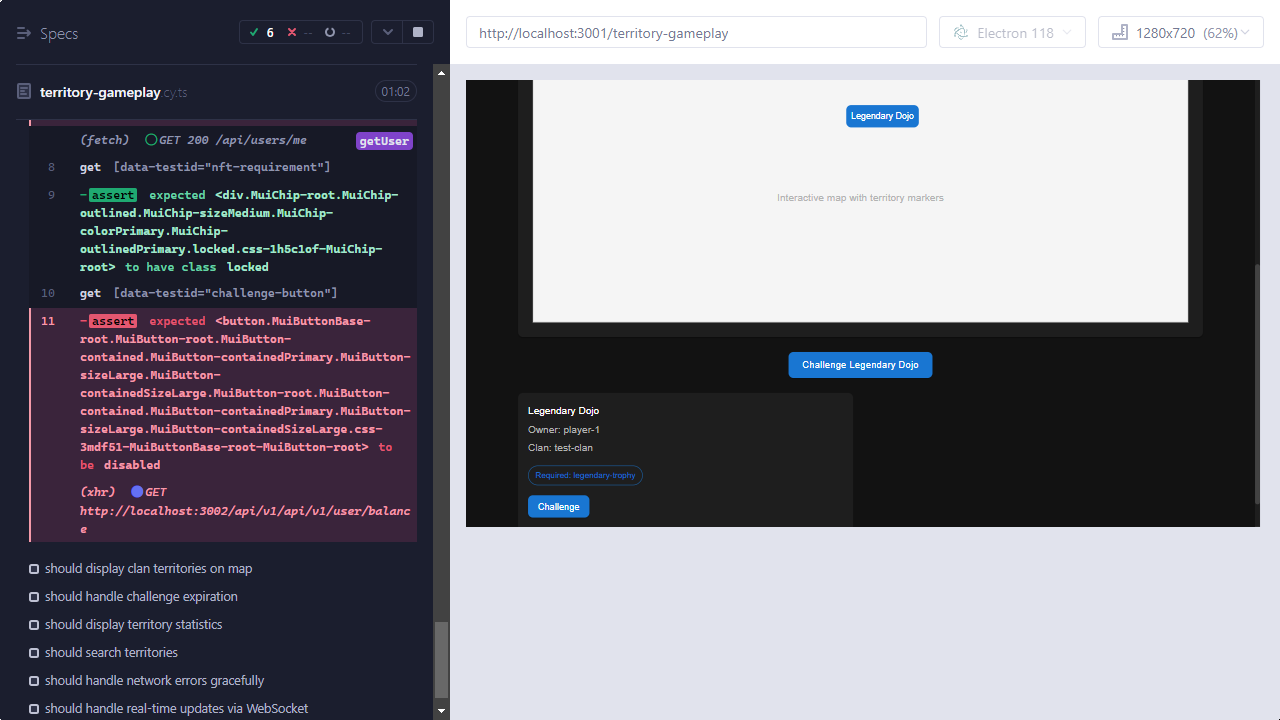 Specs
6
--
--
http://localhost:3001/territory-gameplay
Electron 118
1280x720 (62%)
territory-gameplay.cy.ts
01:02
(fetch) GET 200 /api/users/me
getUser
8 get [data-testid="nft-requirement"]
9 -assert expected <div.MuiChip-root.MuiChip-
outlined.MuiChip-sizeMedium.MuiChip-
colorPrimary.MuiChip-
outlinedPrimary.locked.css-1h5c1of-MuiChip-
root> to have class locked
10 get [data-testid="challenge-button"]
11 -assert expected <button.MuiButtonBase-
root.MuiButton-root.MuiButton-
contained.MuiButton-containedPrimary.MuiButton-
sizeLarge.MuiButton-
containedSizeLarge.MuiButton-root.MuiButton-
contained.MuiButton-containedPrimary.MuiButton-
sizeLarge.MuiButton-containedSizeLarge.css-
3mdf61-MuiButtonBase-root-MuiButton-root> to
be disabled
(xhr) GET
http://localhost:3002/api/v1/api/v1/user/balanc
e
should display clan territories on map
should handle challenge expiration
should display territory statistics
should search territories
should handle network errors gracefully
should handle real-time updates via WebSocket
Legendary Dojo
Interactive map with territory markers
Challenge Legendary Dojo
Legendary Dojo
Owner: player-1
Clan: test-clan
Required: legendary-trophy
Challenge